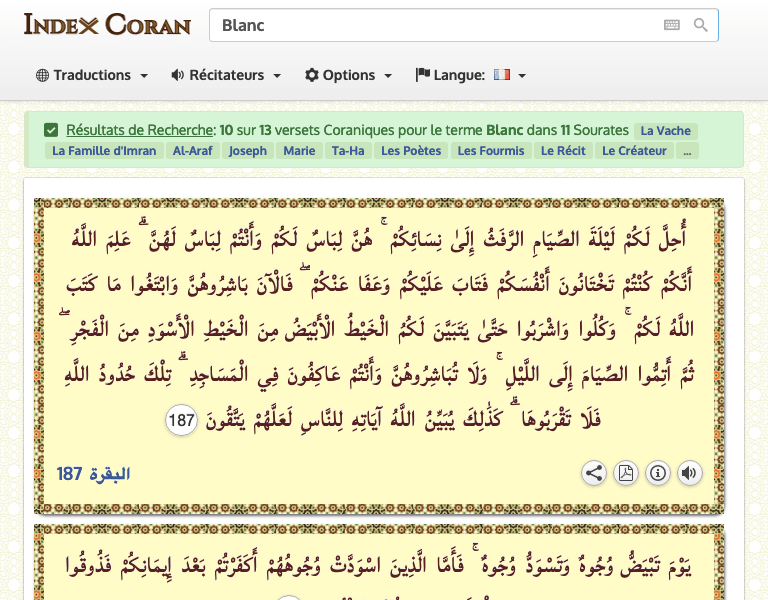 Index Coran
Blanc
Traductions Récitateurs Options Langue:
Résultats de Recherche: 10 sur 13 versets Coraniques pour le terme Blanc dans 11 Sourates La Vache
La Famille d'Imran Al-Araf Joseph Marie Ta-Ha Les Poètes Les Fourmis Le Récit Le Créateur ...
أُحِلَّ لَكُمْ لَيْلَةَ الصِّيَامِ الرَّفَثُ إِلَىٰ نِسَائِكُمْ ۚ هُنَّ لِبَاسٌ لَكُمْ وَأَنْتُمْ لِبَاسٌ لَهُنَّ ۗ عَلِمَ اللَّهُ
أَنَّكُمْ كُنْتُمْ تَخْتَانُونَ أَنْفُسَكُمْ فَتَابَ عَلَيْكُمْ وَعَفَا عَنْكُمْ ۖ فَالْآنَ بَاشِرُوهُنَّ وَابْتَغُوا مَا كَتَبَ
اللَّهُ لَكُمْ ۚ وَكُلُوا وَاشْرَبُوا حَتَّىٰ يَتَبَيَّنَ لَكُمُ الْخَيْطُ الْأَبْيَضُ مِنَ الْخَيْطِ الْأَسْوَدِ مِنَ الْفَجْرِ ۖ
ثُمَّ أَتِمُّوا الصِّيَامَ إِلَى اللَّيْلِ ۚ وَلَا تُبَاشِرُوهُنَّ وَأَنْتُمْ عَاكِفُونَ فِي الْمَسَاجِدِ ۗ تِلْكَ حُدُودُ اللَّهِ
فَلَا تَقْرَبُوهَا ۗ كَذَٰلِكَ يُبَيِّنُ اللَّهُ آيَاتِهِ لِلنَّاسِ لَعَلَّهُمْ يَتَّقُونَ 187
البقرة 187
يَوْمَ تَبْيَضُّ وُجُوهٌ وَتَسْوَدُّ وُجُوهٌ ۚ فَأَمَّا الَّذِينَ اسْوَدَّتْ وُجُوهُهُمْ أَكَفَرْتُمْ بَعْدَ إِيمَانِكُمْ فَذُوقُوا